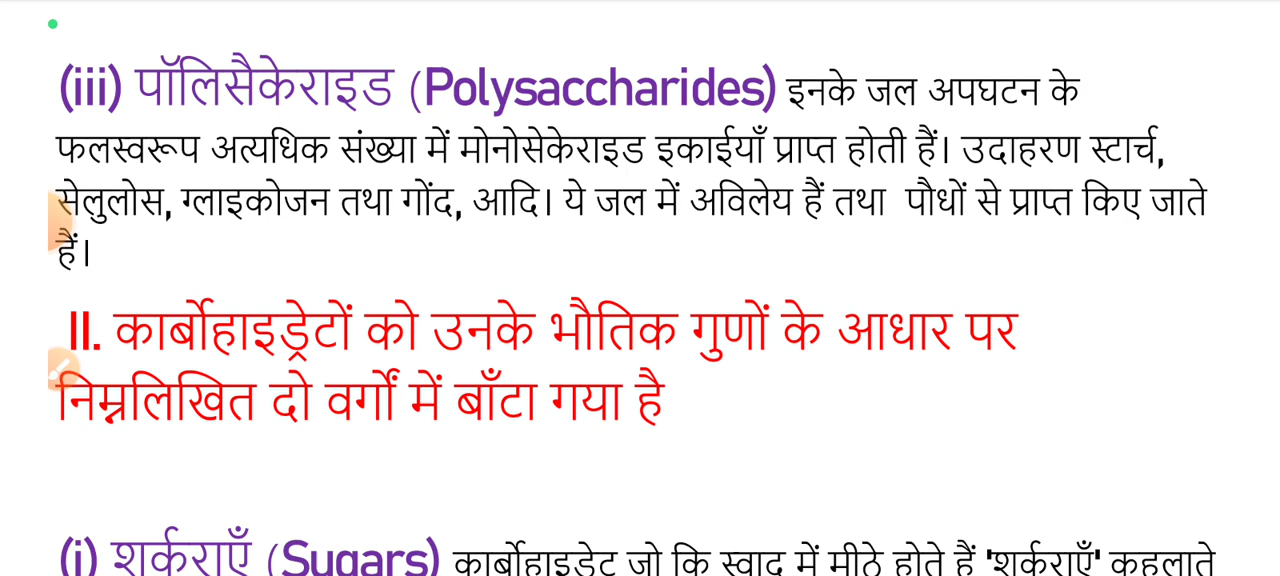 (iii) पॉलिसैकेराइड (Polysaccharides) इनके जल अपघटन के
फलस्वरूप अत्यधिक संख्या में मोनोसेकेराइड इकाईयाँ प्राप्त होती हैं। उदाहरण स्टार्च,
सेलुलोस, ग्लाइकोजन तथा गोंद, आदि। ये जल में अविलेय हैं तथा पौधों से प्राप्त किए जाते
हैं।
II. कार्बोहाइड्रेटों को उनके भौतिक गुणों के आधार पर
निम्नलिखित दो वर्गों में बाँटा गया है
(i) शर्कराएँ (Sugars) कार्बोहाइडेट जो कि स्वाद में मीठे होते हैं 'शर्कराएँ' कहलाते